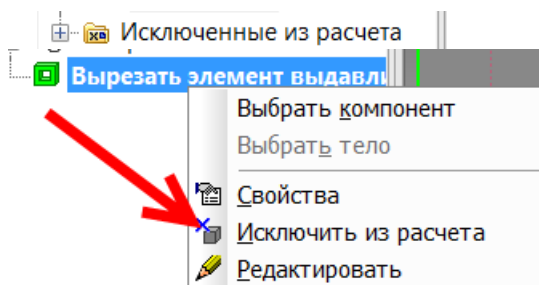 Исключенные из расчета
Вырезать элемент выдавли
Выбрать компонент
Выбрать тело
Свойства
Исключить из расчета
Редактировать